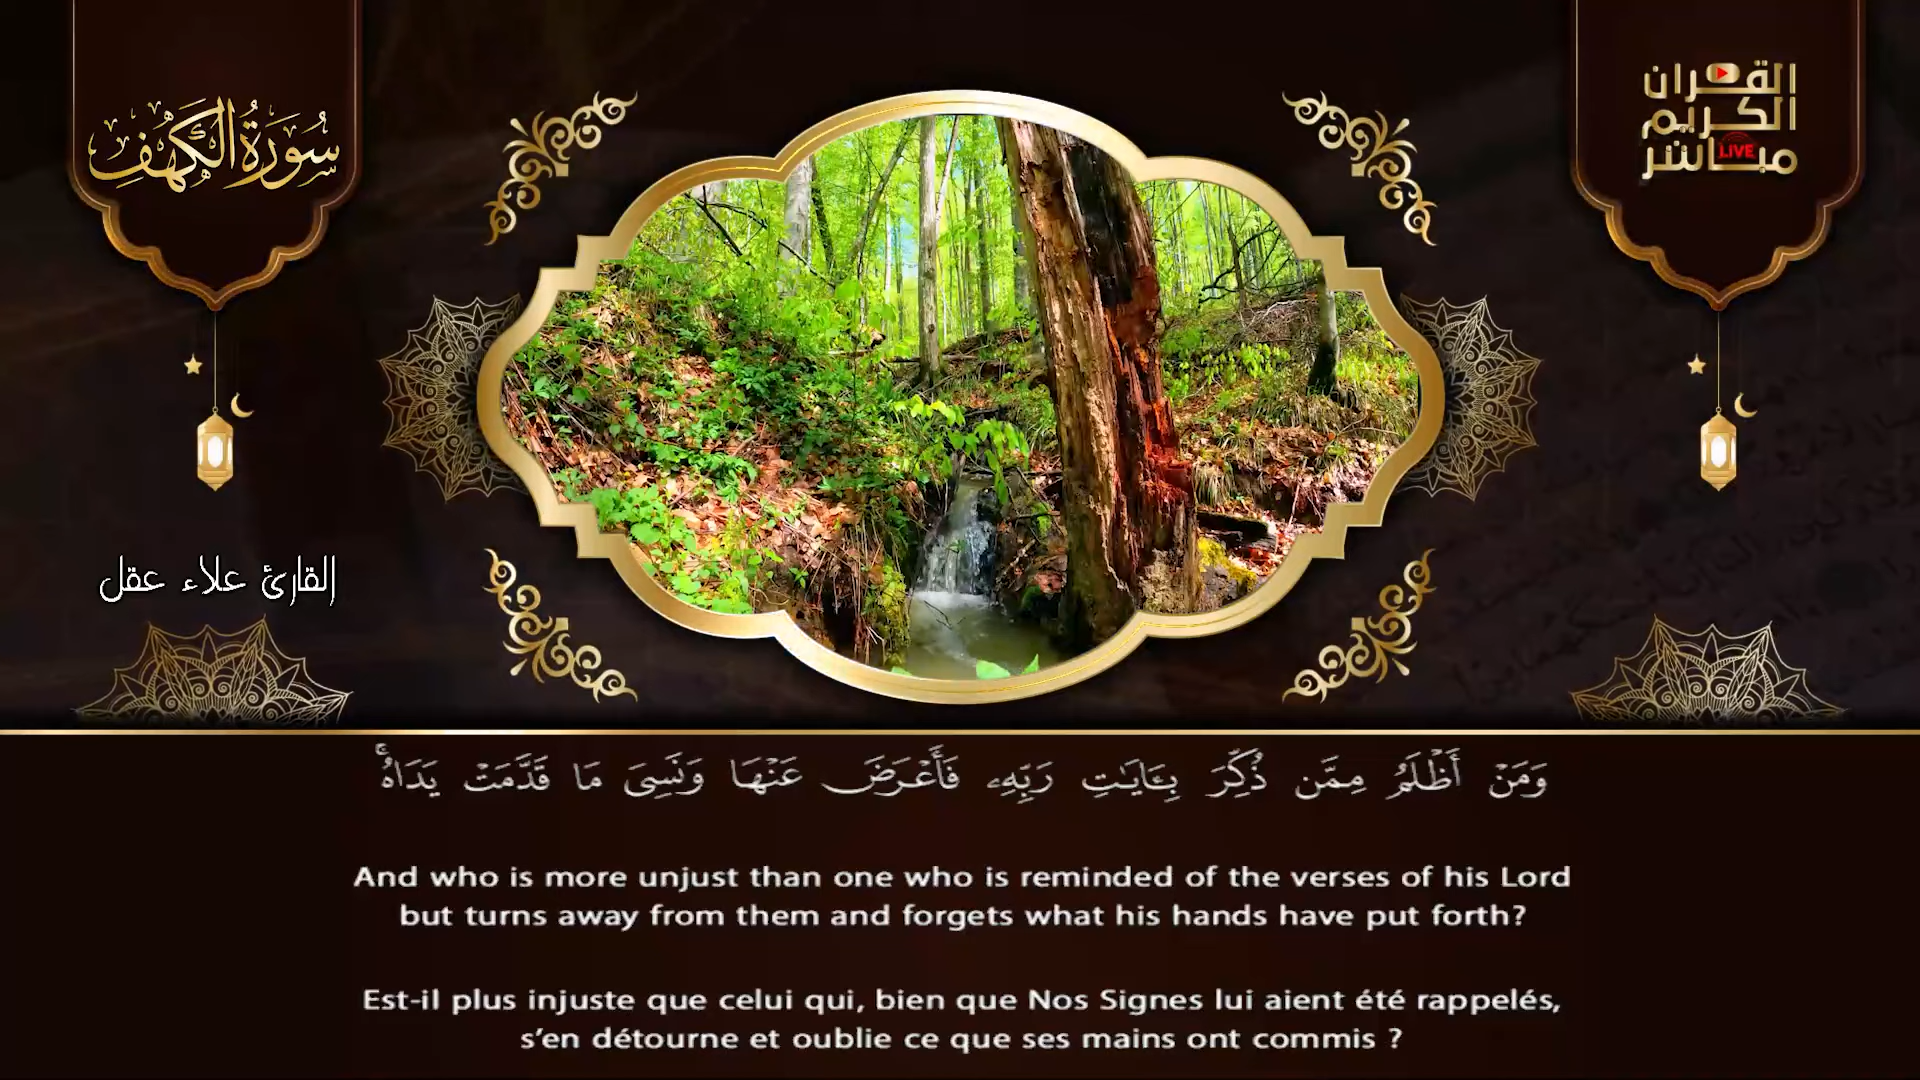 سُورَةُ الكَهْفِ
القرآن
الكريم
مباشر
LIVE
القارئ علاء عقل
وَمَنْ أَظْلَمُ مِمَّن ذُكِّرَ بِـَٔايَـٰتِ رَبِّهِۦ فَأَعْرَضَ عَنْهَا وَنَسِىَ مَا قَدَّمَتْ يَدَاهُ ۚ
And who is more unjust than one who is reminded of the verses of his Lord
but turns away from them and forgets what his hands have put forth?
Est-il plus injuste que celui qui, bien que Nos Signes lui aient été rappelés,
s’en détourne et oublie ce que ses mains ont commis ?